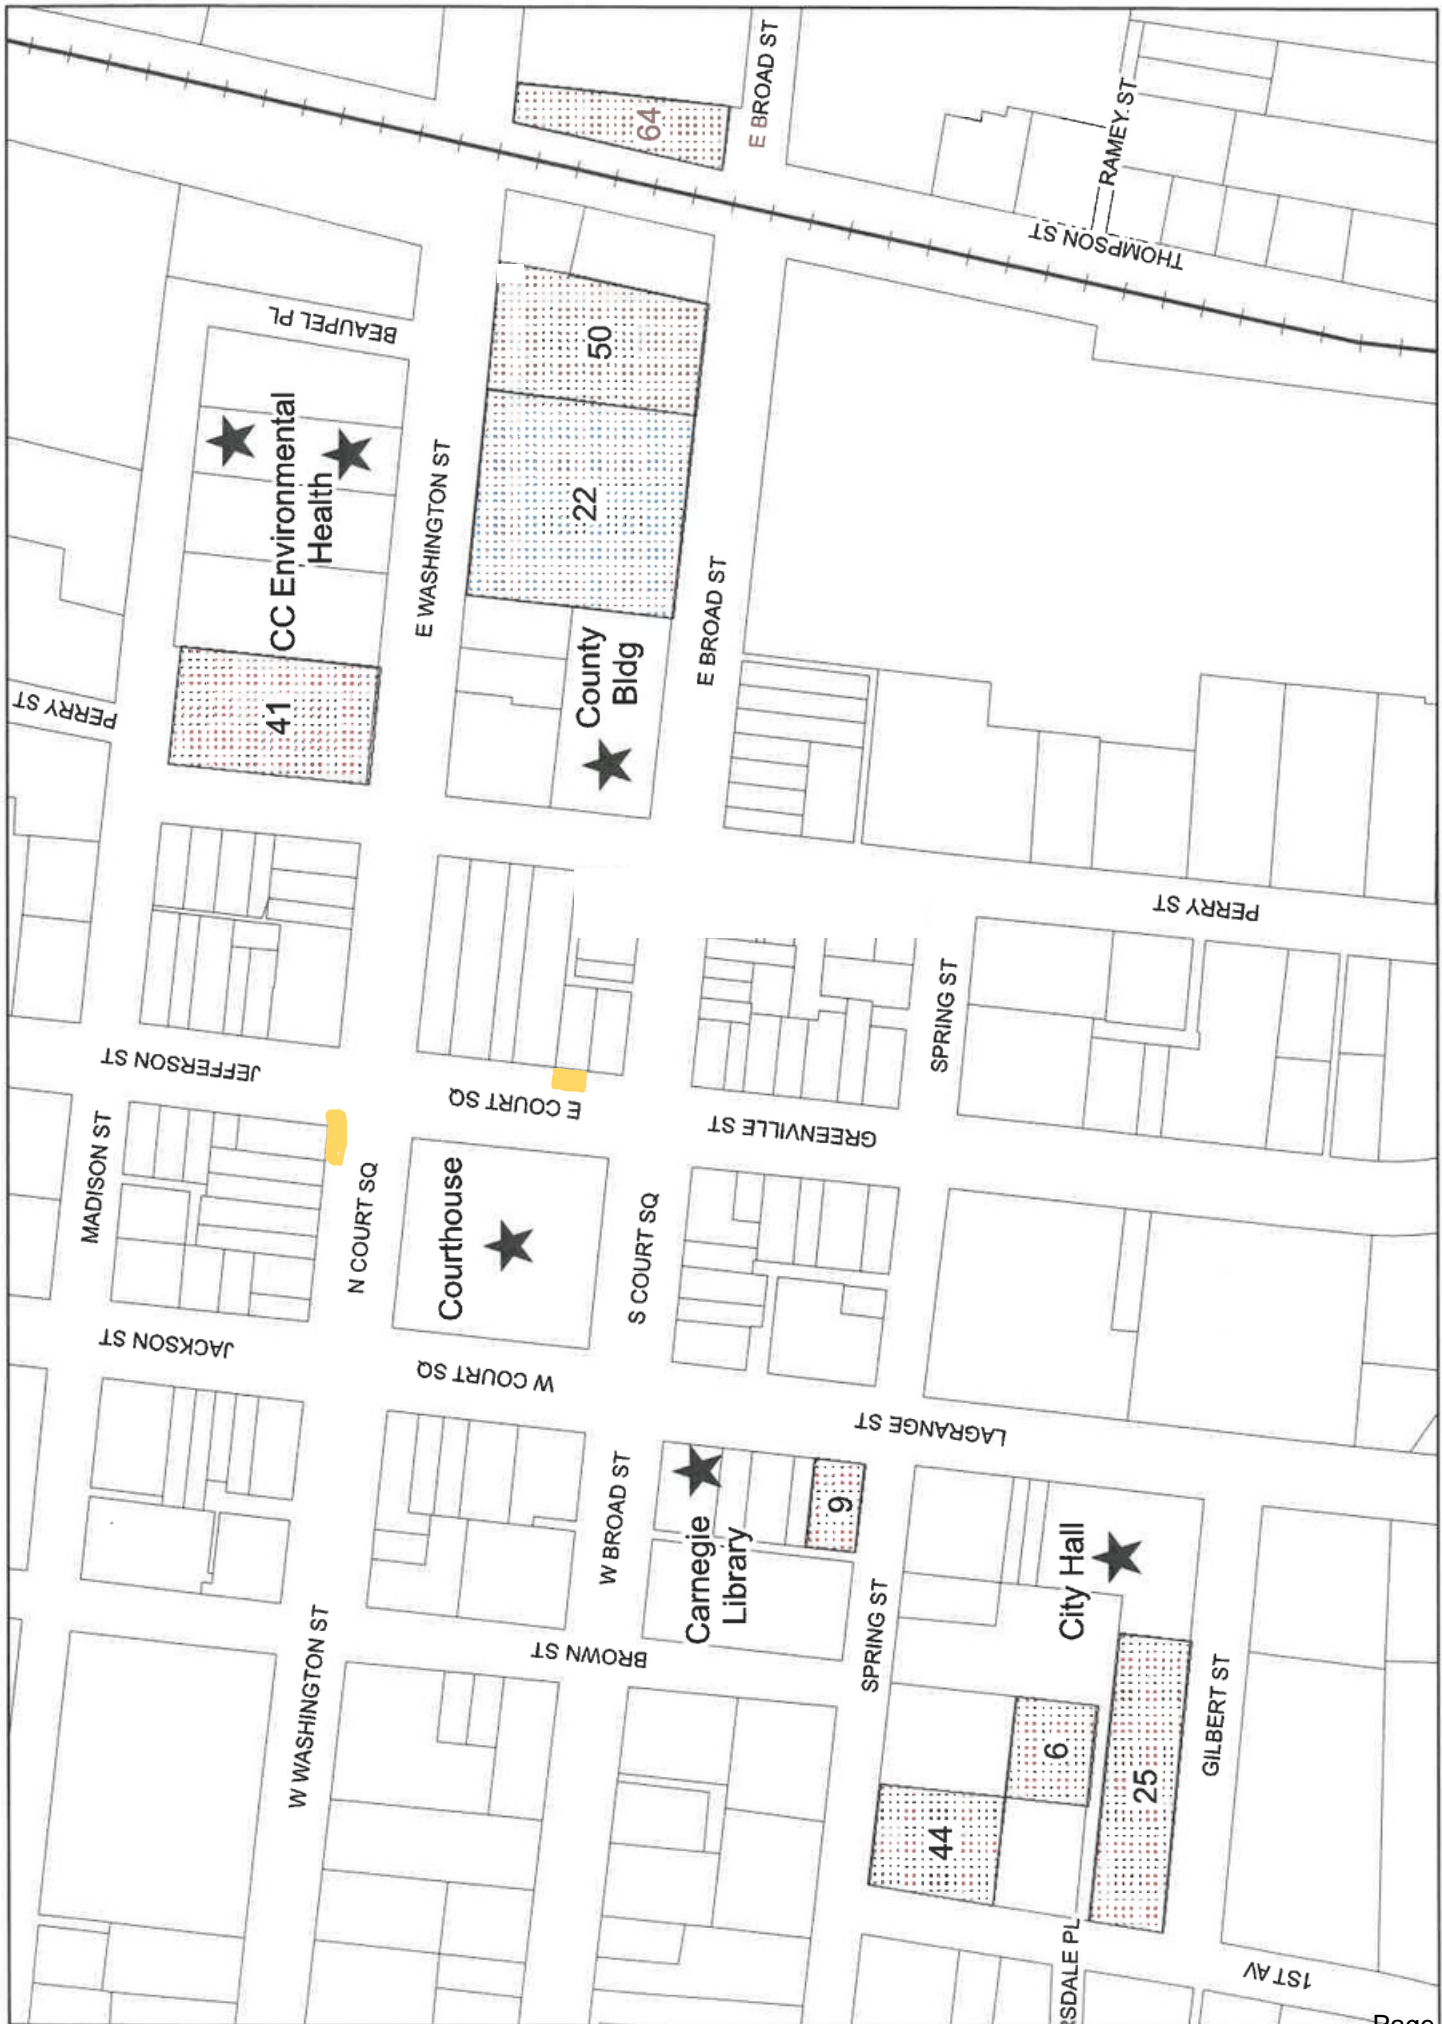 E BROAD ST
64
RAMEY ST
THOMPSON ST
BEAUPEL PL
50
CC Environmental
Health
E WASHINGTON ST
22
PERRY ST
41
County
Bldg
E BROAD ST
PERRY ST
JEFFERSON ST
SPRING ST
E COURT SQ
GREENVILLE ST
MADISON ST
N COURT SQ
Courthouse
S COURT SQ
JACKSON ST
W COURT SQ
LAGRANGE ST
W BROAD ST
9
Carnegie
Library
City Hall
SPRING ST
BROWN ST
W WASHINGTON ST
6
25
GILBERT ST
44
RSDALE PL
1ST AV